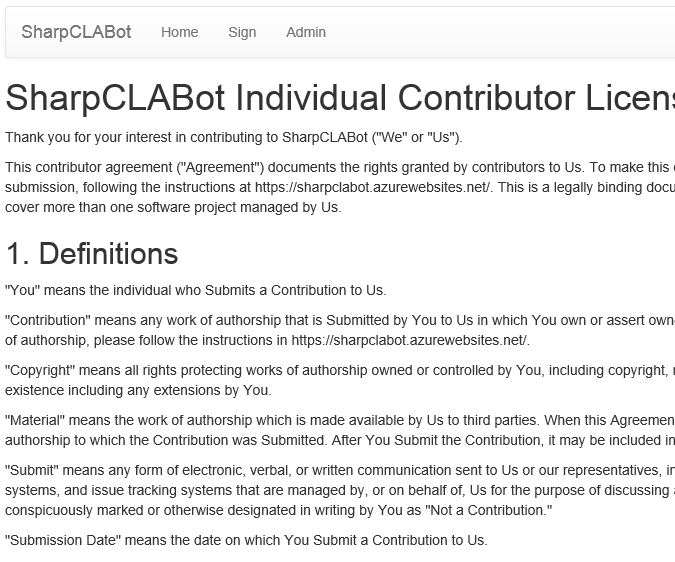 SharpCLABot Home Sign Admin
SharpCLABot Individual Contributor Licens
Thank you for your interest in contributing to SharpCLABot ("We" or "Us").
This contributor agreement ("Agreement") documents the rights granted by contributors to Us. To make this
submission, following the instructions at https://sharpclabot.azurewebsites.net/. This is a legally binding docu
cover more than one software project managed by Us.
1. Definitions
"You" means the individual who Submits a Contribution to Us.
"Contribution" means any work of authorship that is Submitted by You to Us in which You own or assert own
of authorship, please follow the instructions in https://sharpclabot.azurewebsites.net/.
"Copyright" means all rights protecting works of authorship owned or controlled by You, including copyright,
existence including any extensions by You.
"Material" means the work of authorship which is made available by Us to third parties. When this Agreemen
authorship to which the Contribution was Submitted. After You Submit the Contribution, it may be included in
"Submit" means any form of electronic, verbal, or written communication sent to Us or our representatives, in
systems, and issue tracking systems that are managed by, or on behalf of, Us for the purpose of discussing
conspicuously marked or otherwise designated in writing by You as "Not a Contribution."
"Submission Date" means the date on which You Submit a Contribution to Us.